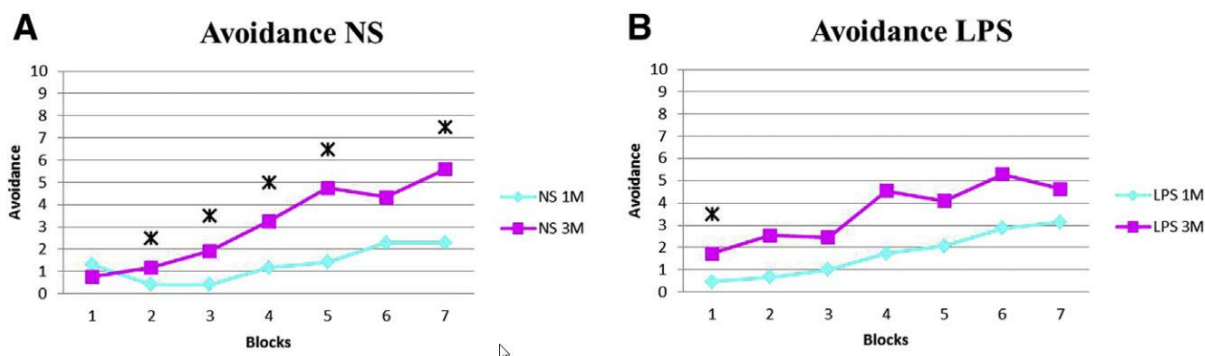 A
Avoidance NS
10
9
8
7
6
5
4
3
2
1
0
Avoidance
1 2 3 4 5 6 7
Blocks
NS 1M
NS 3M
B
Avoidance LPS
10
9
8
7
6
5
4
3
2
1
0
Avoidance
1 2 3 4 5 6 7
Blocks
LPS 1M
LPS 3M